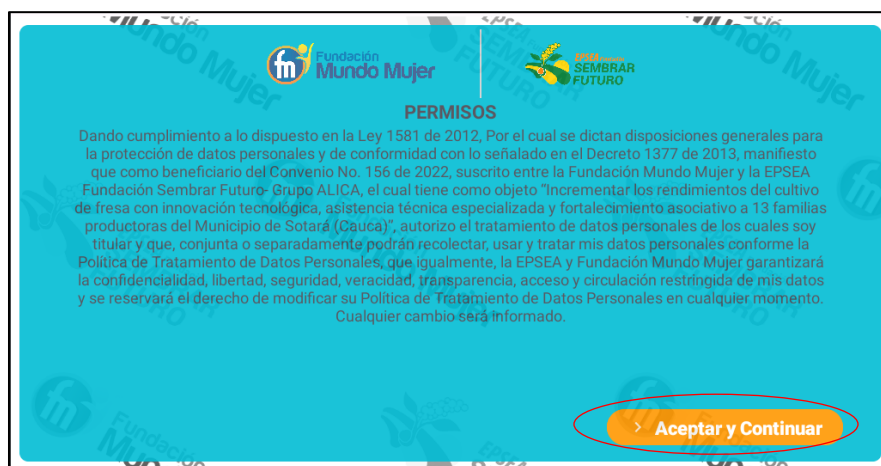 Fundación
Mundo Mujer
EPSEA
SEMBRAR
FUTURO
PERMISOS
Dando cumplimiento a lo dispuesto en la Ley 1581 de 2012, Por el cual se dictan disposiciones generales para
la protección de datos personales y de conformidad con lo señalado en el Decreto 1377 de 2013, manifiesto
que como beneficiario del Convenio No. 156 de 2022, suscrito entre la Fundación Mundo Mujer y la EPSEA
Fundación Sembrar Futuro- Grupo ALICA, el cual tiene como objeto "Incrementar los rendimientos del cultivo
de fresa con innovación tecnológica, asistencia técnica especializada y fortalecimiento asociativo a 13 familias
productoras del Municipio de Sotará (Cauca)", autorizo el tratamiento de datos personales de los cuales soy
titular y que, conjunta o separadamente podrán recolectar, usar y tratar mis datos personales conforme la
Política de Tratamiento de Datos Personales, que igualmente, la EPSEA y Fundación Mundo Mujer garantizará
la confidencialidad, libertad, seguridad, veracidad, transparencia, acceso y circulación restringida de mis datos
y se reservará el derecho de modificar su Política de Tratamiento de Datos Personales en cualquier momento.
Cualquier cambio será informado.
Aceptar y Continuar